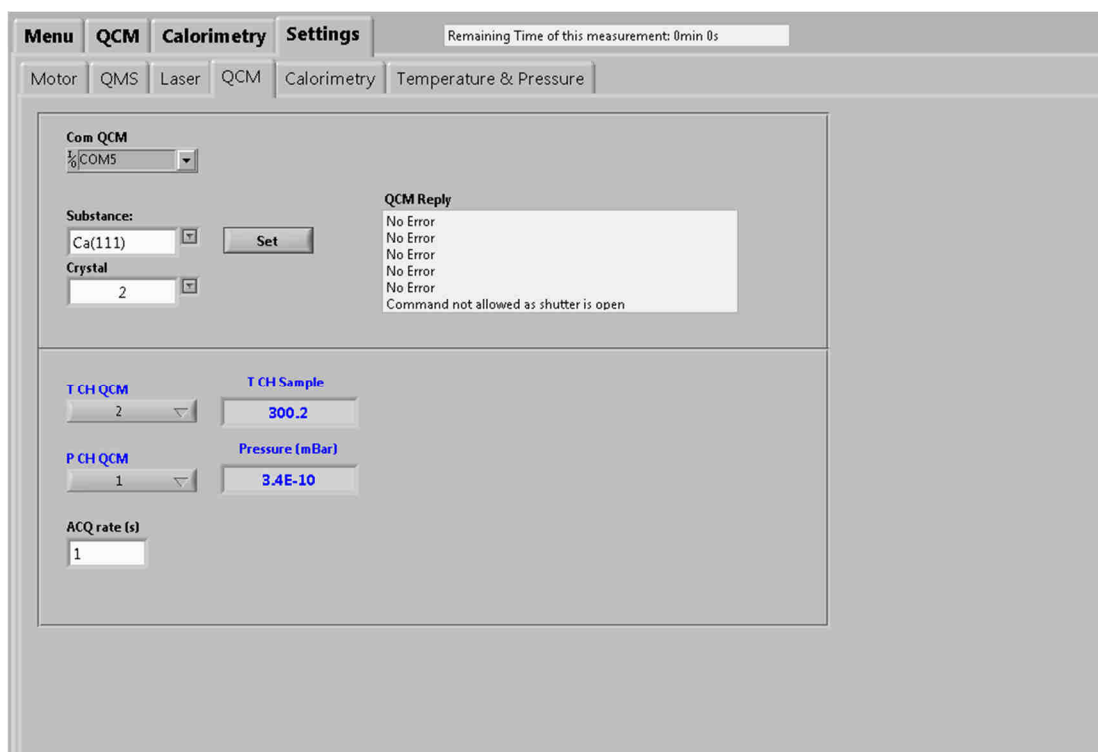 Menu QCM Calorimetry Settings Remaining Time of this measurement: 0min 0s
Motor QMS Laser QCM Calorimetry Temperature & Pressure
Com QCM
COM5
QCM Reply
No Error
No Error
No Error
No Error
No Error
Command not allowed as shutter is open
Substance:
Ca(111)
Set
Crystal
2
T CH QCM
2
T CH Sample
300.2
P CH QCM
1
Pressure (mBar)
3.4E-10
ACQ rate (s)
1